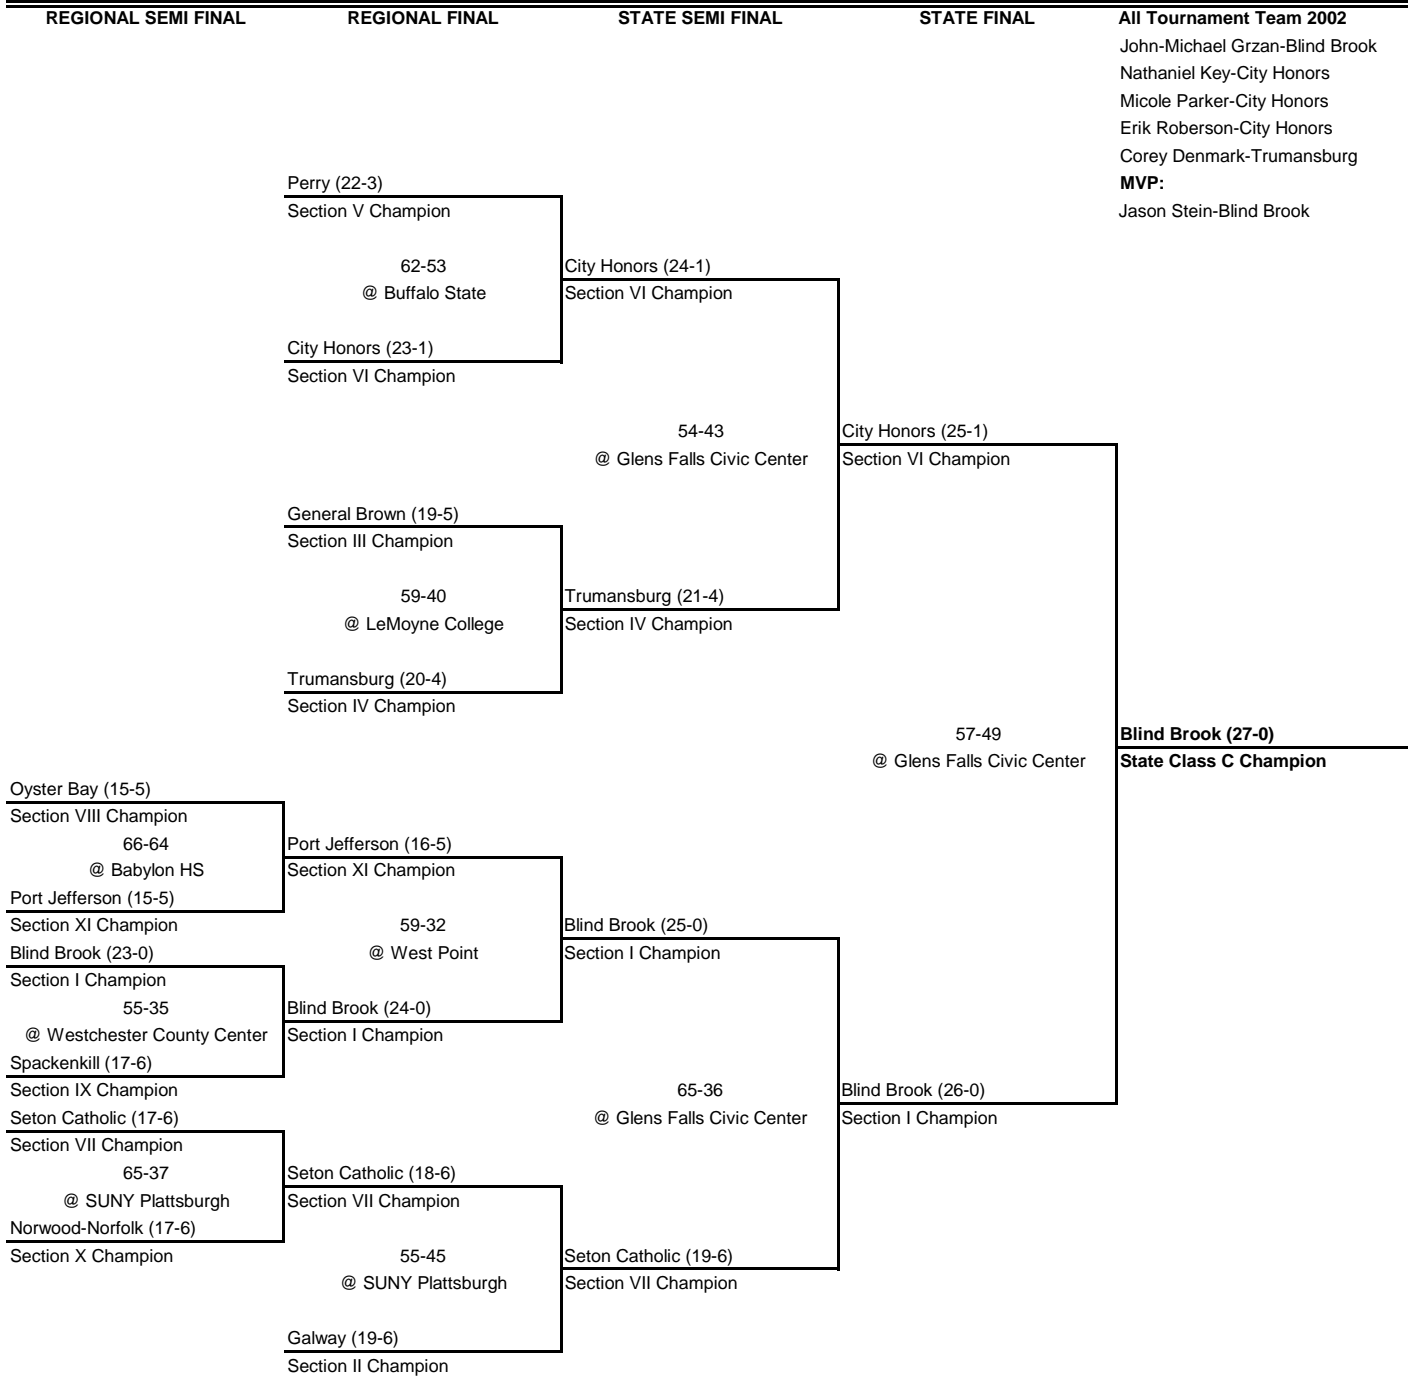 REGIONAL SEMI FINAL REGIONAL FINAL STATE SEMI FINAL STATE FINAL All Tournament Team 2002
John-Michael Grzan-Blind Brook
Nathaniel Key-City Honors
Micole Parker-City Honors
Erik Roberson-City Honors
Corey Denmark-Trumansburg
Perry (22-3) MVP:
Section V Champion Jason Stein-Blind Brook
62-53 City Honors (24-1)
@ Buffalo State Section VI Champion
City Honors (23-1)
Section VI Champion
54-43 City Honors (25-1)
@ Glens Falls Civic Center Section VI Champion
General Brown (19-5)
Section III Champion
59-40 Trumansburg (21-4)
@ LeMoyne College Section IV Champion
Trumansburg (20-4)
Section IV Champion
57-49 Blind Brook (27-0)
@ Glens Falls Civic Center State Class C Champion
Oyster Bay (15-5)
Section VIII Champion
66-64 Port Jefferson (16-5)
@ Babylon HS Section XI Champion
Port Jefferson (15-5)
Section XI Champion 59-32 Blind Brook (25-0)
Blind Brook (23-0) @ West Point Section I Champion
Section I Champion
55-35 Blind Brook (24-0)
@ Westchester County Center Section I Champion
Spackenkill (17-6)
Section IX Champion 65-36 Blind Brook (26-0)
Seton Catholic (17-6) @ Glens Falls Civic Center Section I Champion
Section VII Champion
65-37 Seton Catholic (18-6)
@ SUNY Plattsburgh Section VII Champion
Norwood-Norfolk (17-6)
Section X Champion 55-45 Seton Catholic (19-6)
@ SUNY Plattsburgh Section VII Champion
Galway (19-6)
Section II Champion